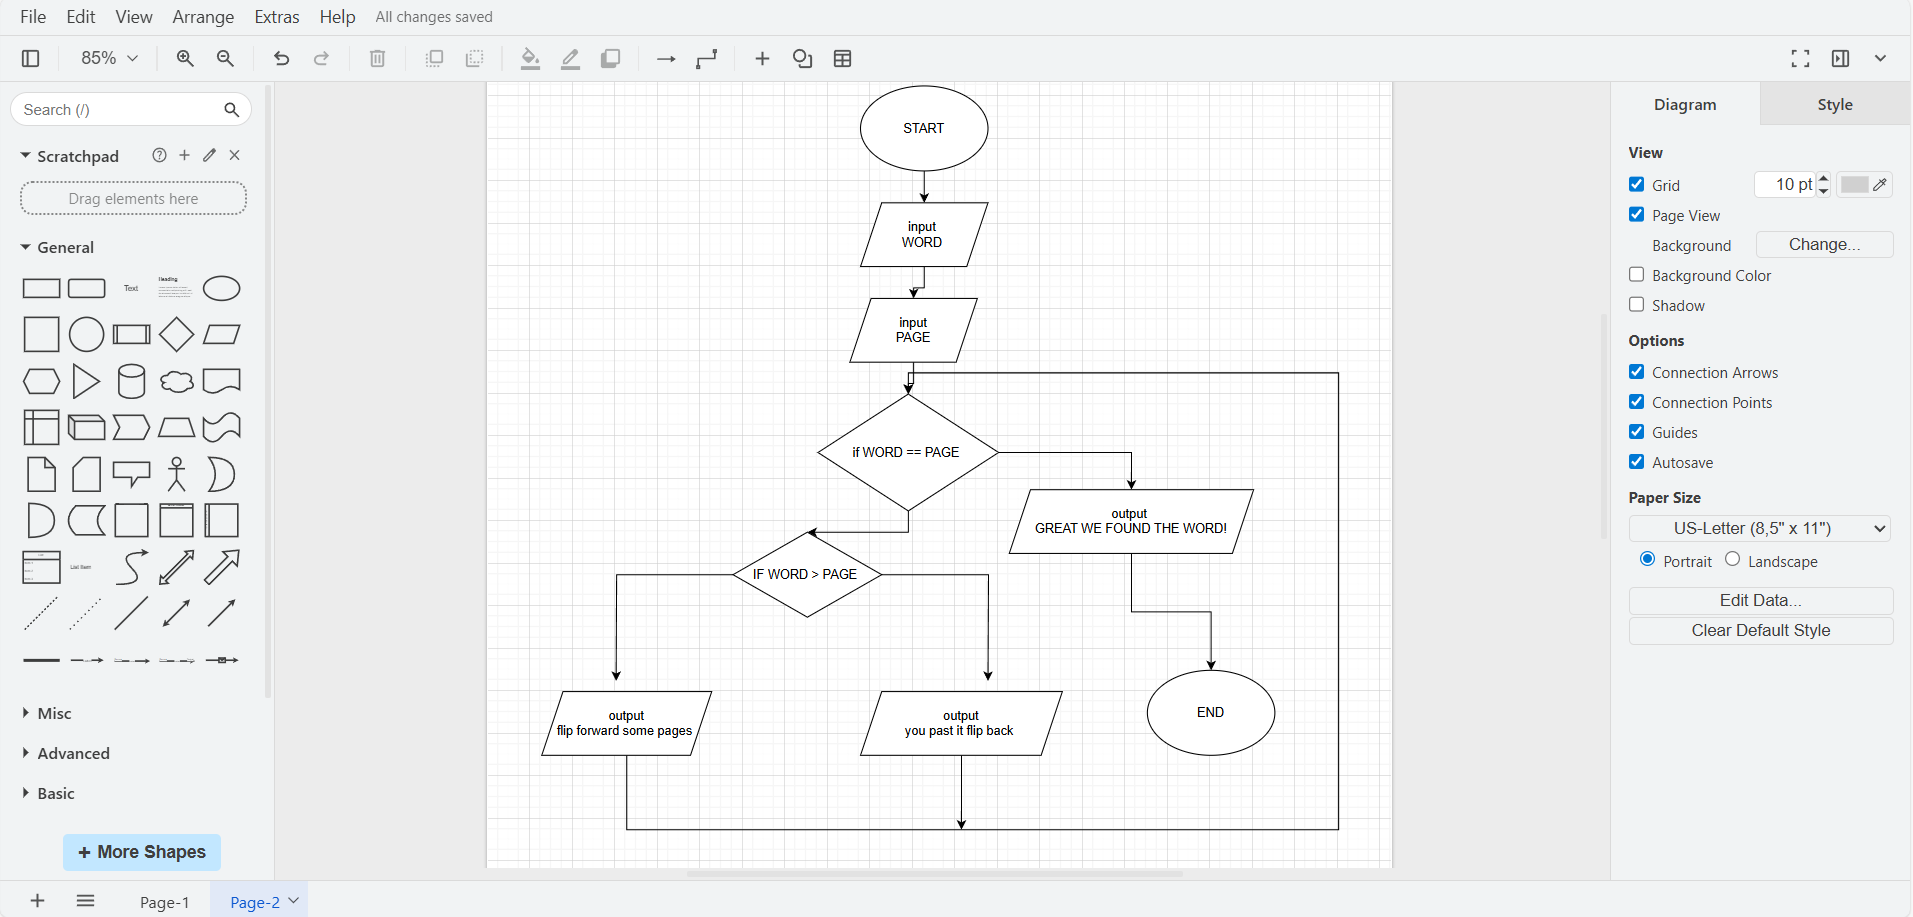 File Edit View Arrange Extras Help All changes saved
85%
Search (/)
Scratchpad
Drag elements here
General
Text
Heading
List Item
Misc
Advanced
Basic
+ More Shapes
START
input
WORD
input
PAGE
if WORD == PAGE
output
GREAT WE FOUND THE WORD!
IF WORD > PAGE
output
flip forward some pages
output
you past it flip back
END
Diagram Style
View
Grid 10 pt
Page View
Background Change...
Background Color
Shadow
Options
Connection Arrows
Connection Points
Guides
Autosave
Paper Size
US-Letter (8,5" x 11")
Portrait Landscape
Edit Data...
Clear Default Style
Page-1 Page-2